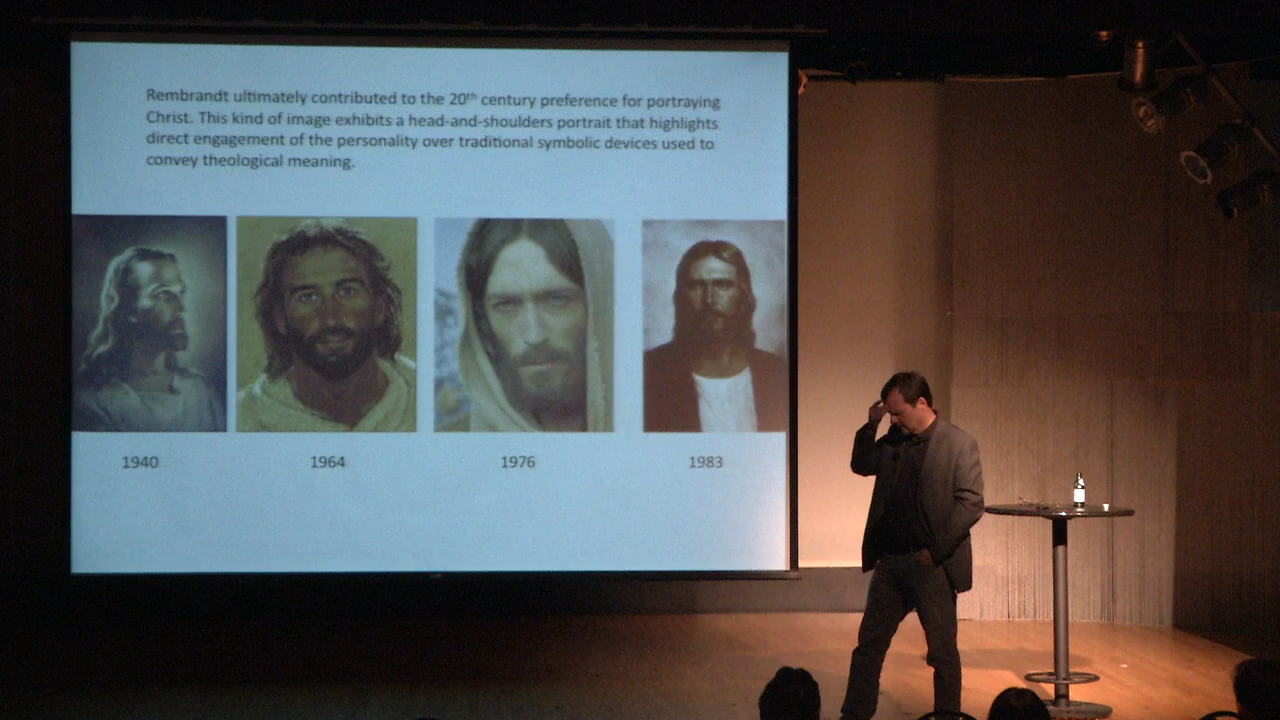 Rembrandt ultimately contributed to the 20th century preference for portraying
Christ. This kind of image exhibits a head-and-shoulders portrait that highlights
direct engagement of the personality over traditional symbolic devices used to
convey theological meaning.
1940 1964 1976 1983